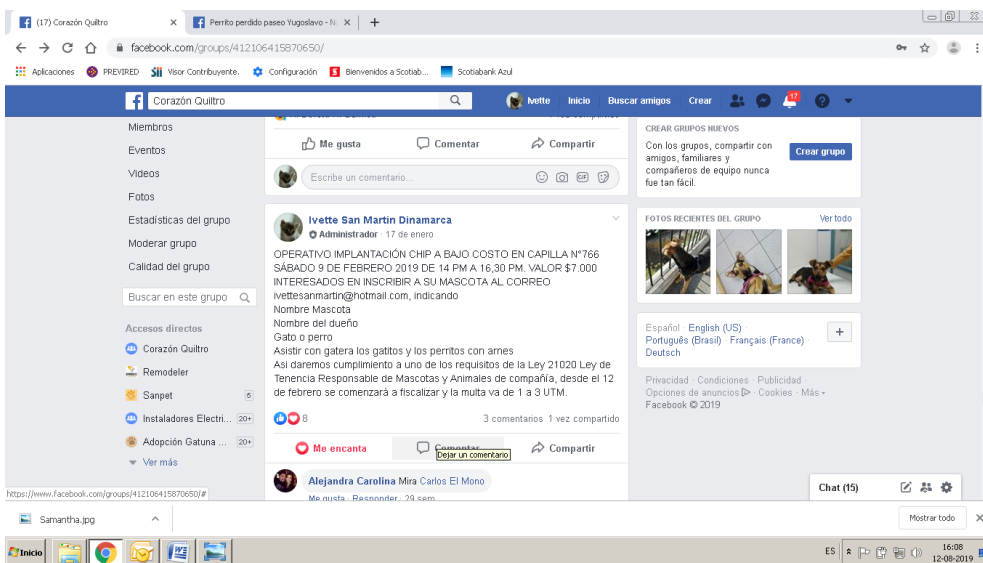 (17) Corazón Quiltro
Perrito perdido paseo Yugoslavo - N
facebook.com/groups/412106415870650/
Aplicaciones PREVIRED Visor Contribuyente. Configuración Bienvenidos a Scotiab... Scotiabank Azul
Corazón Quiltro
Ivette Inicio Buscar amigos Crear 17
Miembros
Eventos
Videos
Fotos
Estadísticas del grupo
Moderar grupo
Calidad del grupo
Buscar en este grupo
Accesos directos
Corazón Quiltro
Remodeler
Sanpet 5
Instaladores Electri... 20+
Adopción Gatuna ... 20+
Ver más
https://www.facebook.com/groups/412106415870650/#
Me gusta Comentar Compartir
Escribe un comentario...
GIF
Ivette San Martin Dinamarca
Administrador · 17 de enero
OPERATIVO IMPLANTACIÓN CHIP A BAJO COSTO EN CAPILLA N°766
SÁBADO 9 DE FEBRERO 2019 DE 14 PM A 16,30 PM. VALOR $7.000
INTERESADOS EN INSCRIBIR A SU MASCOTA AL CORREO
ivettesanmartin@hotmail.com, indicando
Nombre Mascota
Nombre del dueño
Gato o perro
Asistir con gatera los gatitos y los perritos con arnes
Asi daremos cumplimiento a uno de los requisitos de la Ley 21020 Ley de
Tenencia Responsable de Mascotas y Animales de compañía, desde el 12
de febrero se comenzará a fiscalizar y la multa va de 1 a 3 UTM.
8 3 comentarios 1 vez compartido
Me encanta Comentar Compartir
Dejar un comentario
Alejandra Carolina Mira Carlos El Mono
Me gusta · Responder · 29 sem
CREAR GRUPOS NUEVOS
Con los grupos, compartir con
amigos, familiares y
compañeros de equipo nunca
fue tan fácil.
Crear grupo
FOTOS RECIENTES DEL GRUPO Ver todo
Español · English (US) ·
Português (Brasil) · Français (France) ·
Deutsch
Privacidad · Condiciones · Publicidad ·
Opciones de anuncios · Cookies · Más
Facebook © 2019
Chat (15)
Samantha.jpg
Mostrar todo
Inicio
ES 16:08
12-08-2019